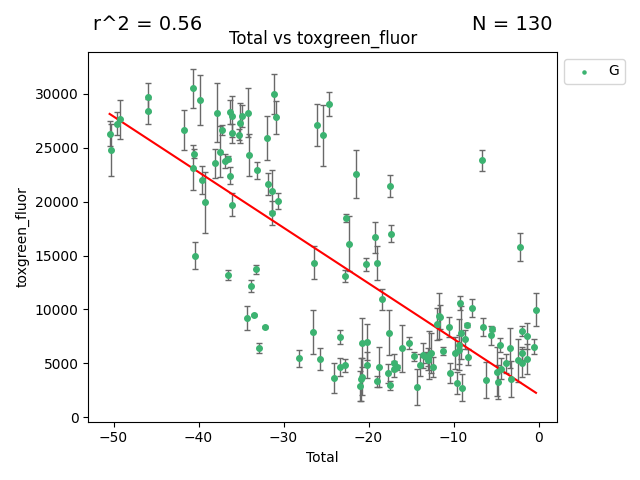 r^2 = 0.56
N = 130
Total vs toxgreen_fluor
G
30000
25000
20000
15000
10000
5000
0
toxgreen_fluor
−50
−40
−30
−20
−10
0
Total